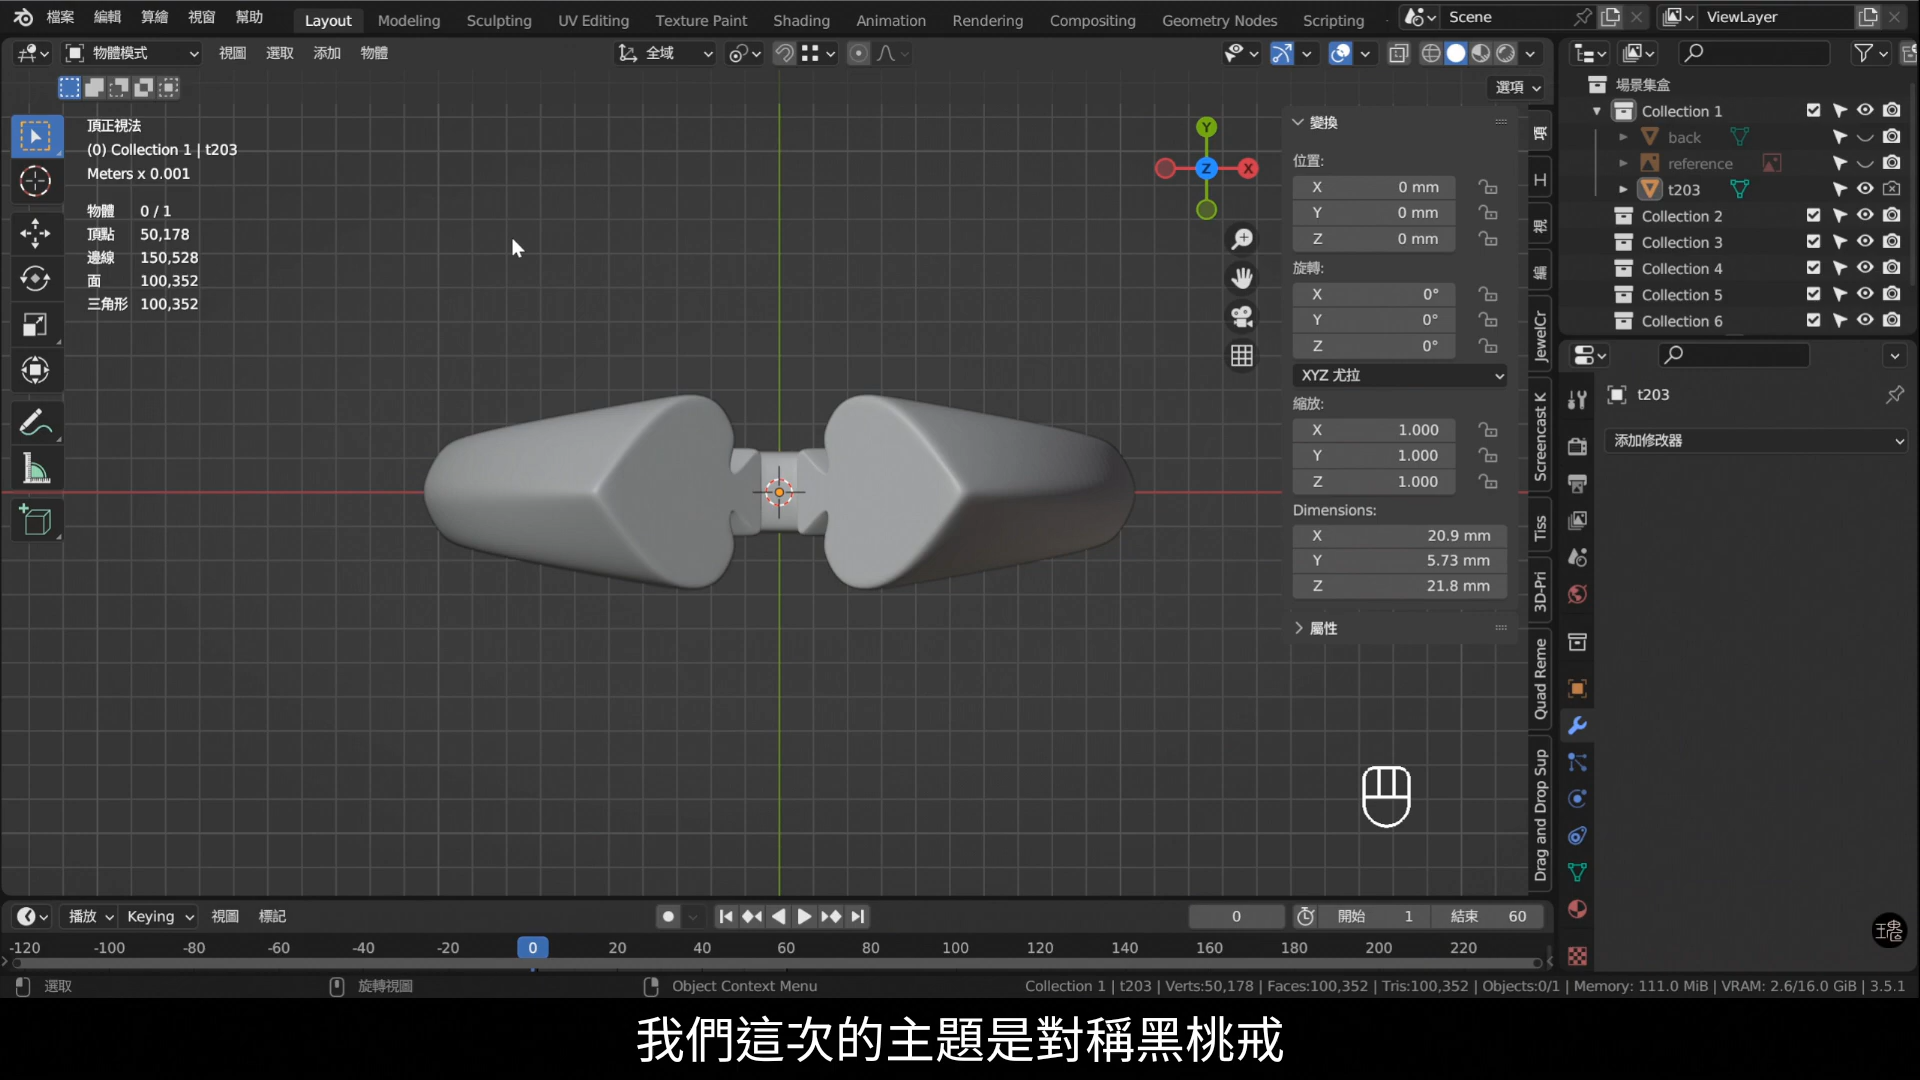 檔案 編輯 算繪 視窗 幫助 Layout Modeling Sculpting UV Editing Texture Paint Shading Animation Rendering Compositing Geometry Nodes Scripting Scene ViewLayer
物體模式 視圖 選取 添加 物體 全域
選項
頂正視法
(0) Collection 1 | t203
Meters x 0.001
物體 0 / 1
頂點 50,178
邊線 150,528
面 100,352
三角形 100,352
Y
Z
X
變換
位置:
X 0 mm
Y 0 mm
Z 0 mm
旋轉:
X 0°
Y 0°
Z 0°
XYZ 尤拉
縮放:
X 1.000
Y 1.000
Z 1.000
Dimensions:
X 20.9 mm
Y 5.73 mm
Z 21.8 mm
屬性
項
工
視
編
JewelCr
Screencast K
Tiss
3D-Pri
Quad Reme
Drag and Drop Sup
場景集盒
Collection 1
back
reference
t203
Collection 2
Collection 3
Collection 4
Collection 5
Collection 6
t203
添加修改器
播放 Keying 視圖 標記 0 開始 1 結束 60
-120 -100 -80 -60 -40 -20 0 20 40 60 80 100 120 140 160 180 200 220
選取 旋轉視圖 Object Context Menu Collection 1 | t203 | Verts:50,178 | Faces:100,352 | Tris:100,352 | Objects:0/1 | Memory: 111.0 MiB | VRAM: 2.6/16.0 GiB | 3.5.1
我們這次的主題是對稱黑桃戒